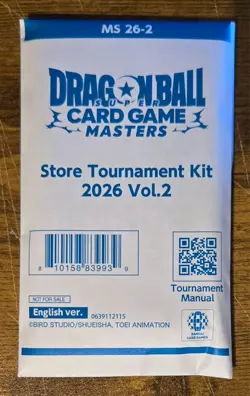 MS 26-2
DRAGONBALL
SUPER
CARD GAME
MASTERS
Store Tournament Kit
2026 Vol.2
8 10158 83993 9
Tournament
Manual
NOT FOR SALE
English ver. 0639112115
©BIRD STUDIO/SHUEISHA, TOEI ANIMATION
BANDAI
CARD GAMES